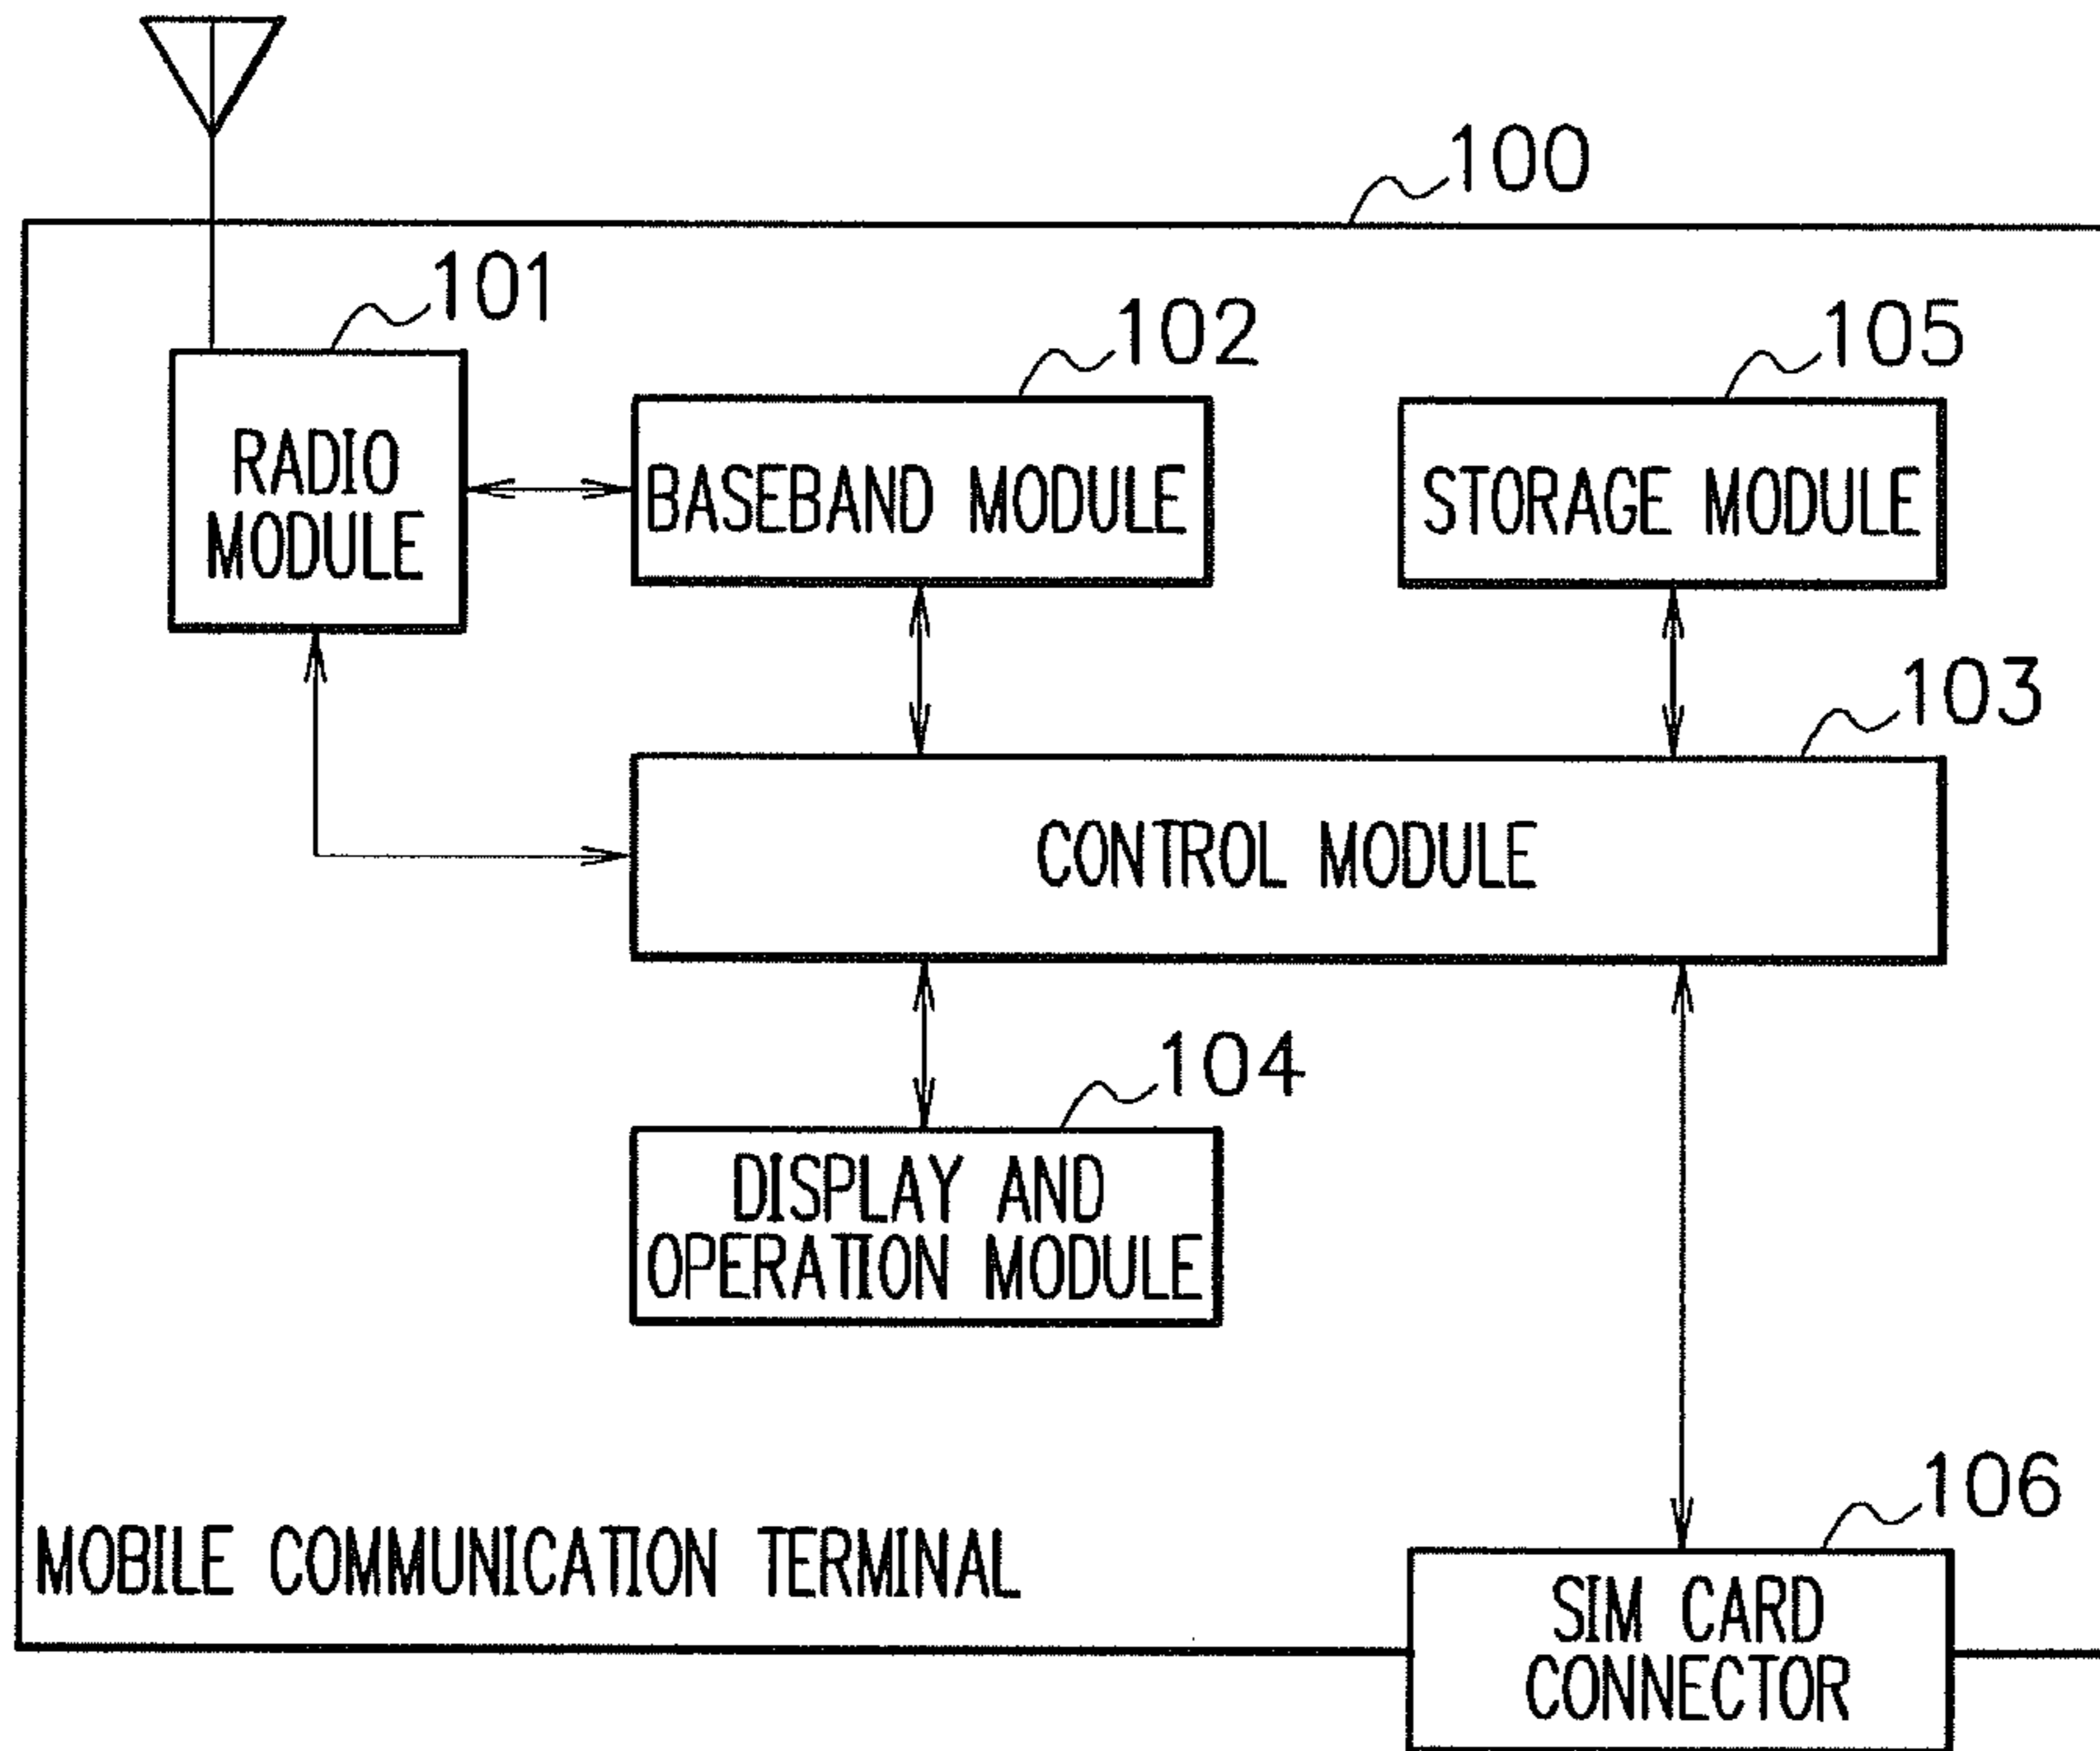 100
101
102
105
RADIO
MODULE
BASEBAND MODULE
STORAGE MODULE
103
CONTROL MODULE
104
DISPLAY AND
OPERATION MODULE
106
MOBILE COMMUNICATION TERMINAL
SIM CARD
CONNECTOR